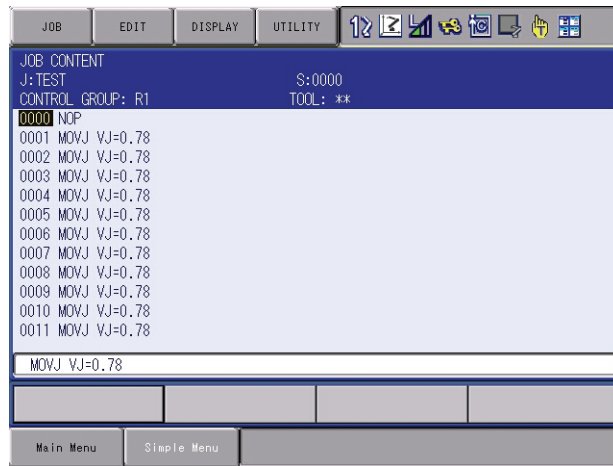 JOB EDIT DISPLAY UTILITY
JOB CONTENT
J:TEST S:0000
CONTROL GROUP: R1 TOOL: **
0000 NOP
0001 MOVJ VJ=0.78
0002 MOVJ VJ=0.78
0003 MOVJ VJ=0.78
0004 MOVJ VJ=0.78
0005 MOVJ VJ=0.78
0006 MOVJ VJ=0.78
0007 MOVJ VJ=0.78
0008 MOVJ VJ=0.78
0009 MOVJ VJ=0.78
0010 MOVJ VJ=0.78
0011 MOVJ VJ=0.78
MOVJ VJ=0.78
Main Menu Simple Menu